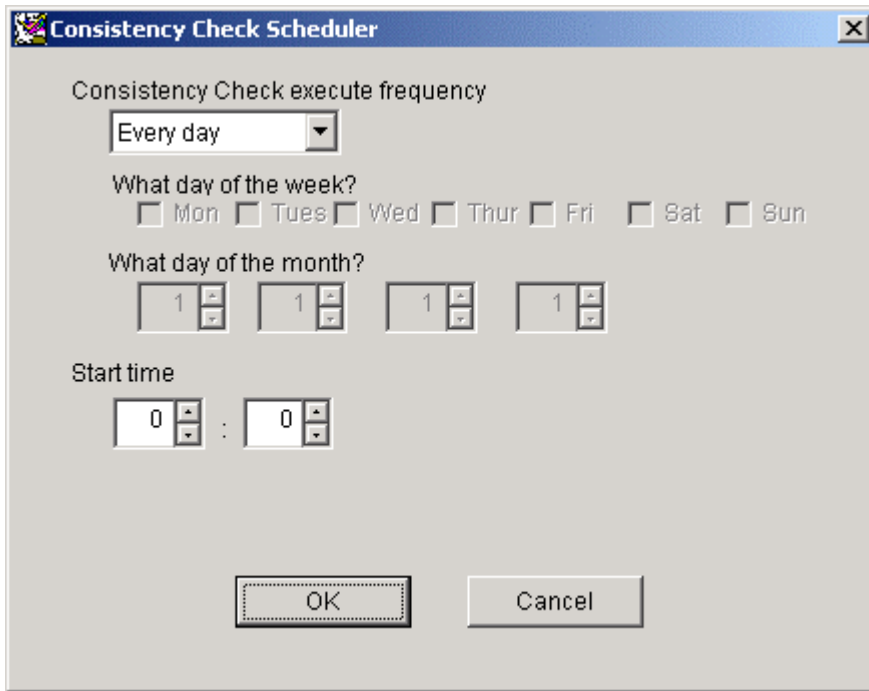 Consistency Check Scheduler
Consistency Check execute frequency
Every day
What day of the week?
Mon Tues Wed Thur Fri Sat Sun
What day of the month?
1 1 1 1
Start time
0 : 0
OK Cancel